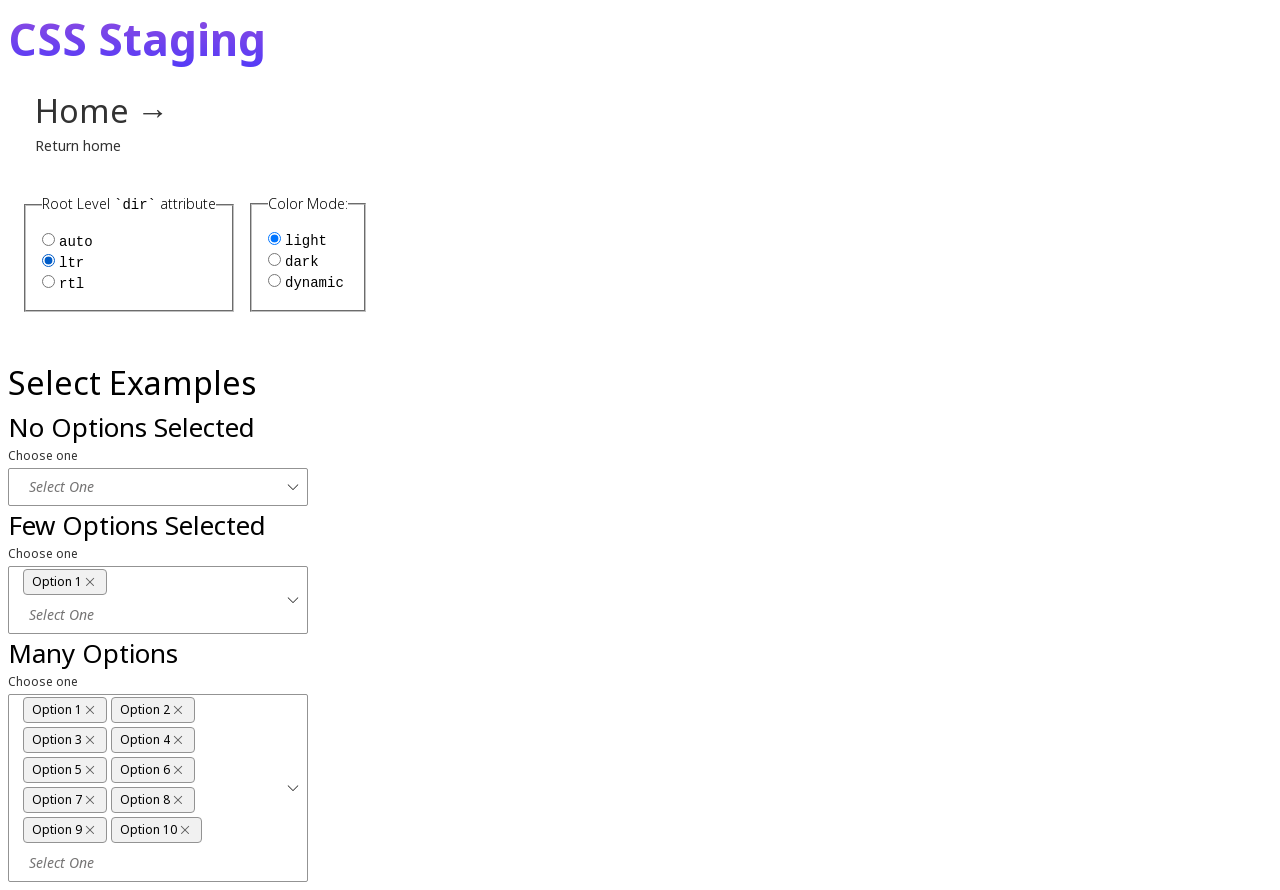 CSS Staging
Home →
Return home
Root Level `dir` attribute
auto
ltr
rtl
Color Mode:
light
dark
dynamic
Select Examples
No Options Selected
Choose one
Select One
Few Options Selected
Choose one
Option 1
Select One
Many Options
Choose one
Option 1 Option 2
Option 3 Option 4
Option 5 Option 6
Option 7 Option 8
Option 9 Option 10
Select One